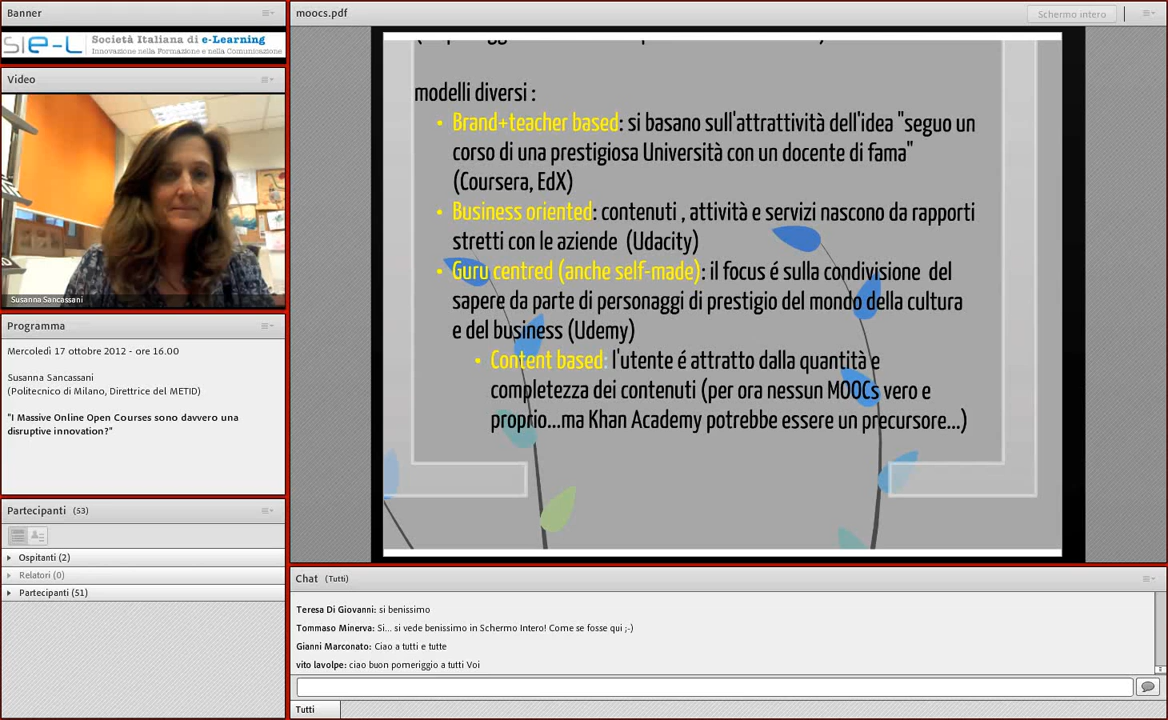 Banner
SIe-L Società Italiana di e-Learning
Innovazione nella Formazione e nella Comunicazione
Video
Susanna Sancassani
Programma
Mercoledì 17 ottobre 2012 - ore 16.00
Susanna Sancassani
(Politecnico di Milano, Direttrice del METID)
"I Massive Online Open Courses sono davvero una
disruptive innovation?"
Partecipanti (53)
Ospitanti (2)
Relatori (0)
Partecipanti (51)
moocs.pdf
Schermo intero
modelli diversi :
• Brand+teacher based: si basano sull'attrattività dell'idea "seguo un
corso di una prestigiosa Università con un docente di fama"
(Coursera, EdX)
• Business oriented: contenuti , attività e servizi nascono da rapporti
stretti con le aziende (Udacity)
• Guru centred (anche self-made): il focus é sulla condivisione del
sapere da parte di personaggi di prestigio del mondo della cultura
e del business (Udemy)
• Content based: l'utente é attratto dalla quantità e
completezza dei contenuti (per ora nessun MOOCs vero e
proprio...ma Khan Academy potrebbe essere un precursore...)
Chat (Tutti)
Teresa Di Giovanni: si benissimo
Tommaso Minerva: Si... si vede benissimo in Schermo Intero! Come se fosse qui ;-)
Gianni Marconato: Ciao a tutti e tutte
vito lavolpe: ciao buon pomeriggio a tutti Voi
Tutti